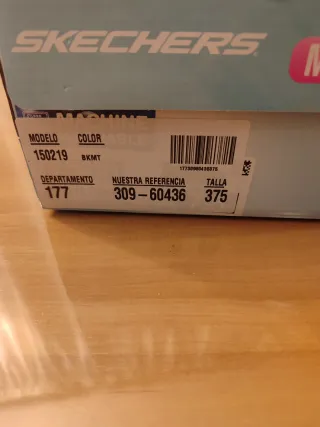 SKECHERS
M
MACHINE
MODELO COLOR
150219 BKMT
DEPARTAMENTO NUESTRA REFERENCIA TALLA
177 309-60436 375